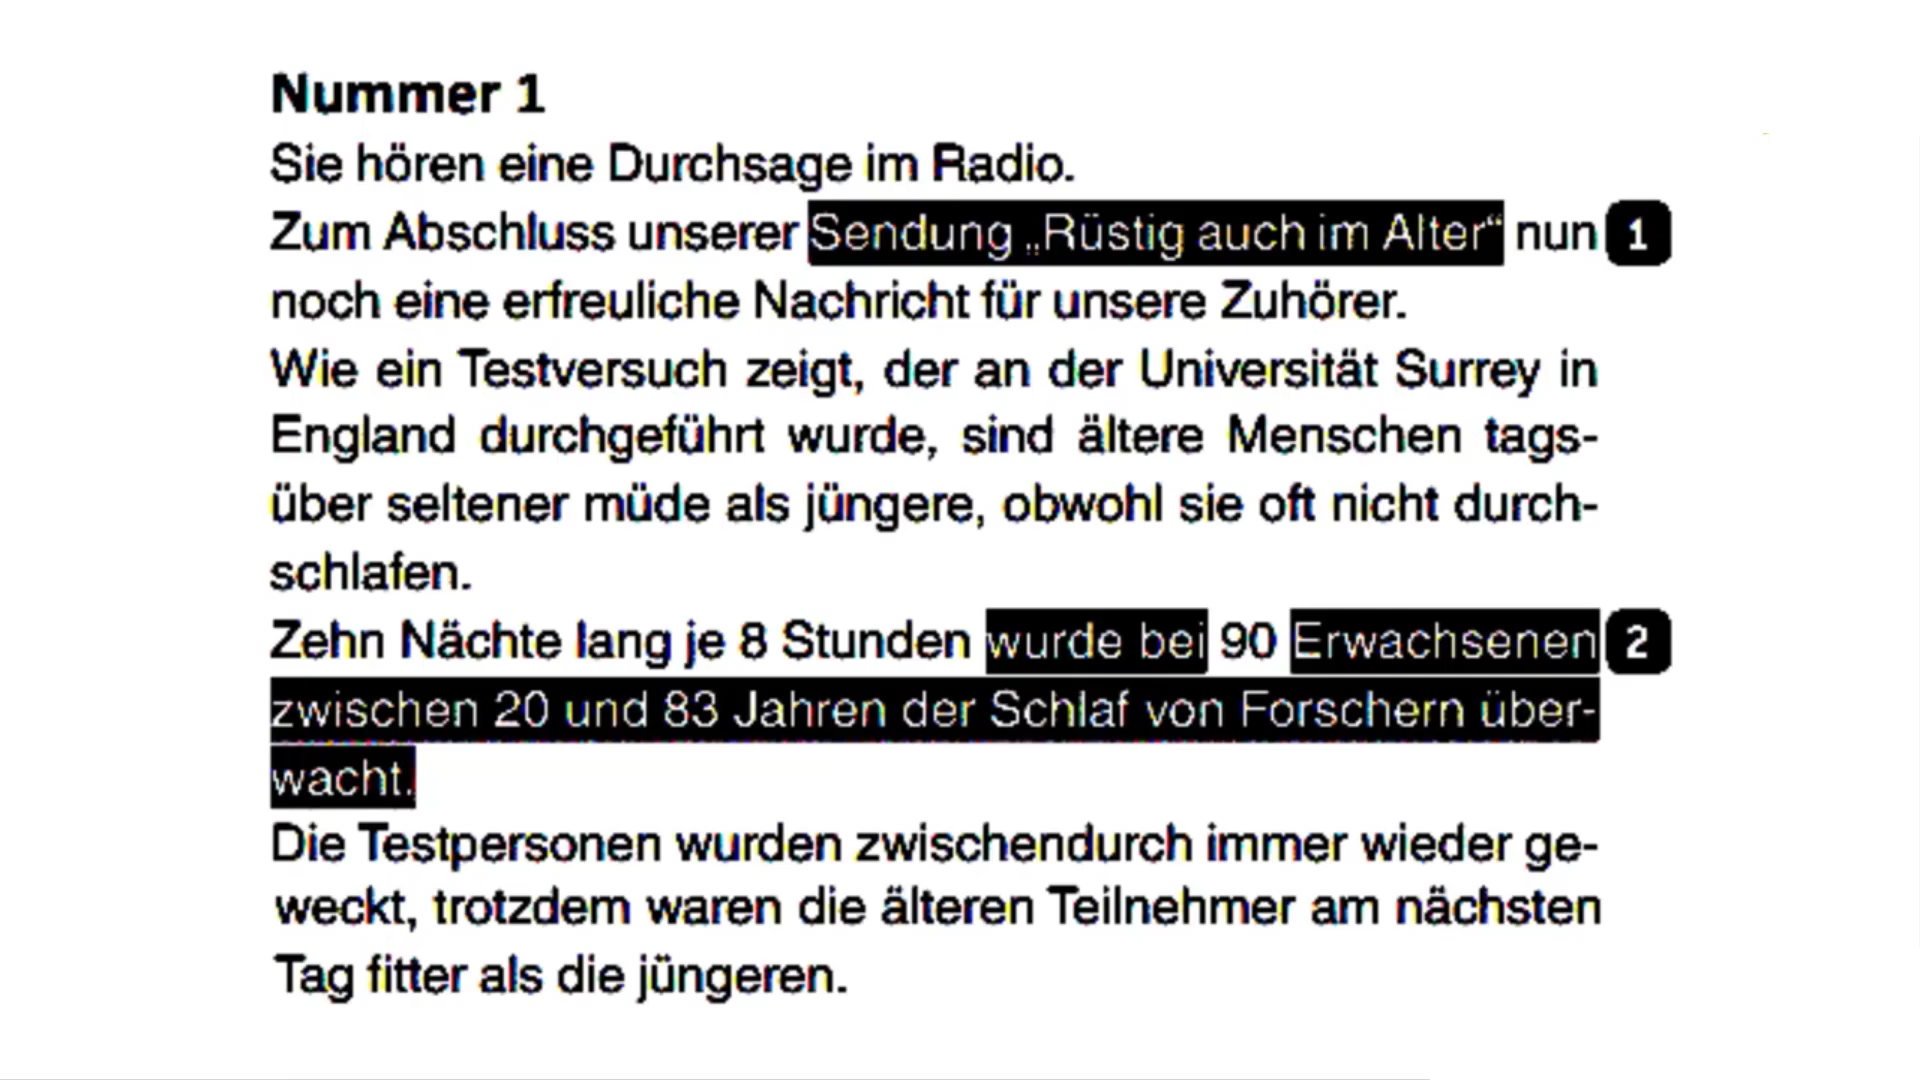 Nummer 1
Sie hören eine Durchsage im Radio.
Zum Abschluss unserer Sendung „Rüstig auch im Alter“ nun 1
noch eine erfreuliche Nachricht für unsere Zuhörer.
Wie ein Testversuch zeigt, der an der Universität Surrey in
England durchgeführt wurde, sind ältere Menschen tags-
über seltener müde als jüngere, obwohl sie oft nicht durch-
schlafen.
Zehn Nächte lang je 8 Stunden wurde bei 90 Erwachsenen 2
zwischen 20 und 83 Jahren der Schlaf von Forschern über-
wacht.
Die Testpersonen wurden zwischendurch immer wieder ge-
weckt, trotzdem waren die älteren Teilnehmer am nächsten
Tag fitter als die jüngeren.